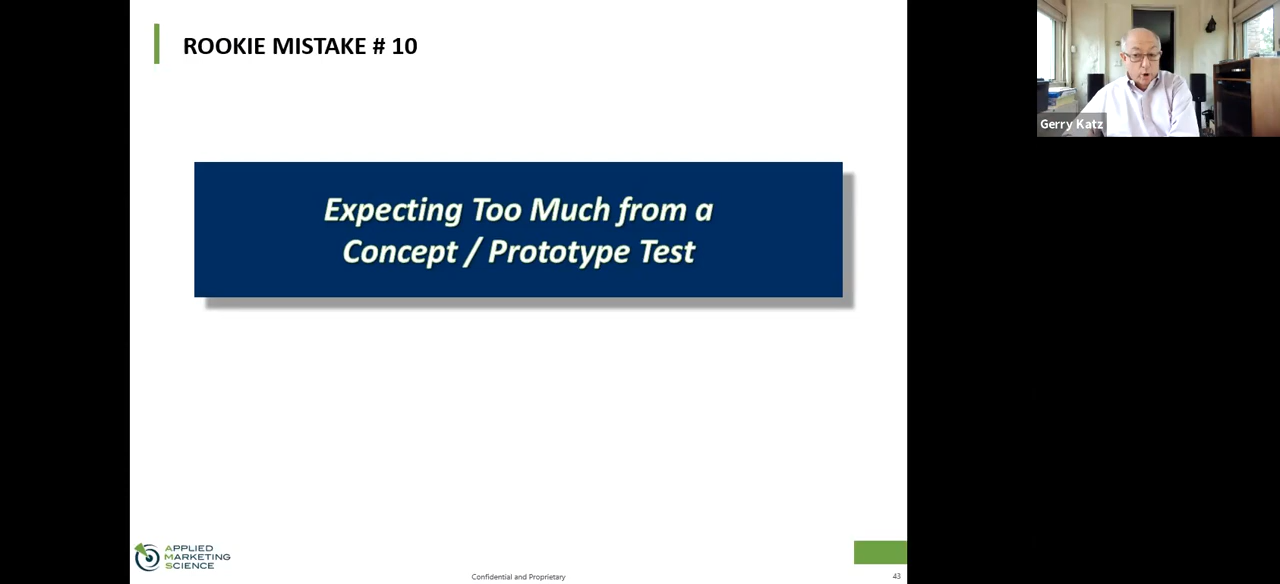 ROOKIE MISTAKE # 10
Gerry Katz
Expecting Too Much from a
Concept / Prototype Test
APPLIED
MARKETING
SCIENCE
Confidential and Proprietary
43